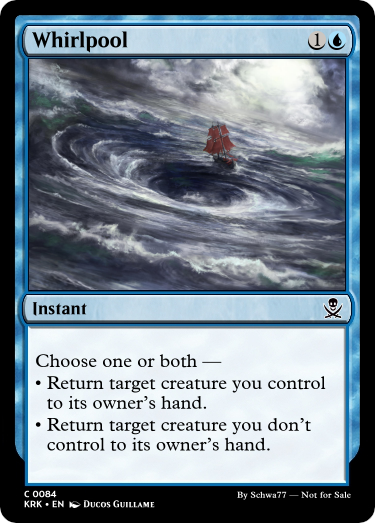 Whirlpool 1
Instant
Choose one or both —
• Return target creature you control
to its owner's hand.
• Return target creature you don't
control to its owner's hand.
C 0084
KRK • EN Ducos Guillame
By Schwa77 — Not for Sale